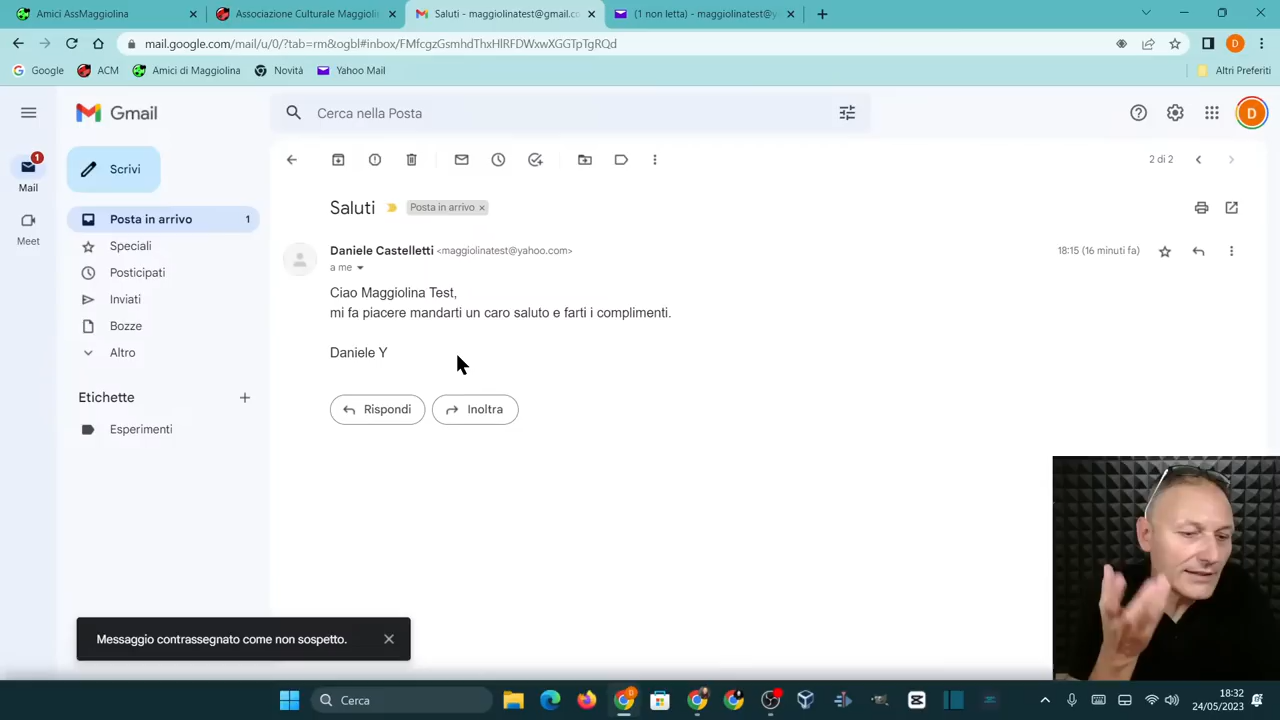 Amici AssMaggiolina
Associazione Culturale Maggiolin
Saluti - maggiolinatest@gmail.co
(1 non letta) - maggiolinatest@y
mail.google.com/mail/u/0/?tab=rm&ogbl#inbox/FMfcgzGsmhdThxHlRFDWxwXGGTpTgRQd
D
Google
ACM
Amici di Maggiolina
Novità
Yahoo Mail
Altri Preferiti
Gmail
Cerca nella Posta
D
1
Mail
Meet
Scrivi
Posta in arrivo 1
Speciali
Posticipati
Inviati
Bozze
Altro
Etichette
Esperimenti
2 di 2
Saluti
Posta in arrivo
Daniele Castelletti <maggiolinatest@yahoo.com>
18:15 (16 minuti fa)
a me
Ciao Maggiolina Test,
mi fa piacere mandarti un caro saluto e farti i complimenti.
Daniele Y
Rispondi
Inoltra
Messaggio contrassegnato come non sospetto.
Cerca
18:32
24/05/2023